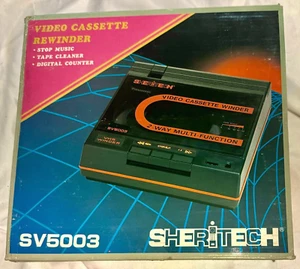 VIDEO CASSETTE
REWINDER
• STOP MUSIC
• TAPE CLEANER
• DIGITAL COUNTER
VIDEO CASSETTE WINDER
2-WAY MULTI-FUNCTION
SV5003
SV5003
SHERITECH